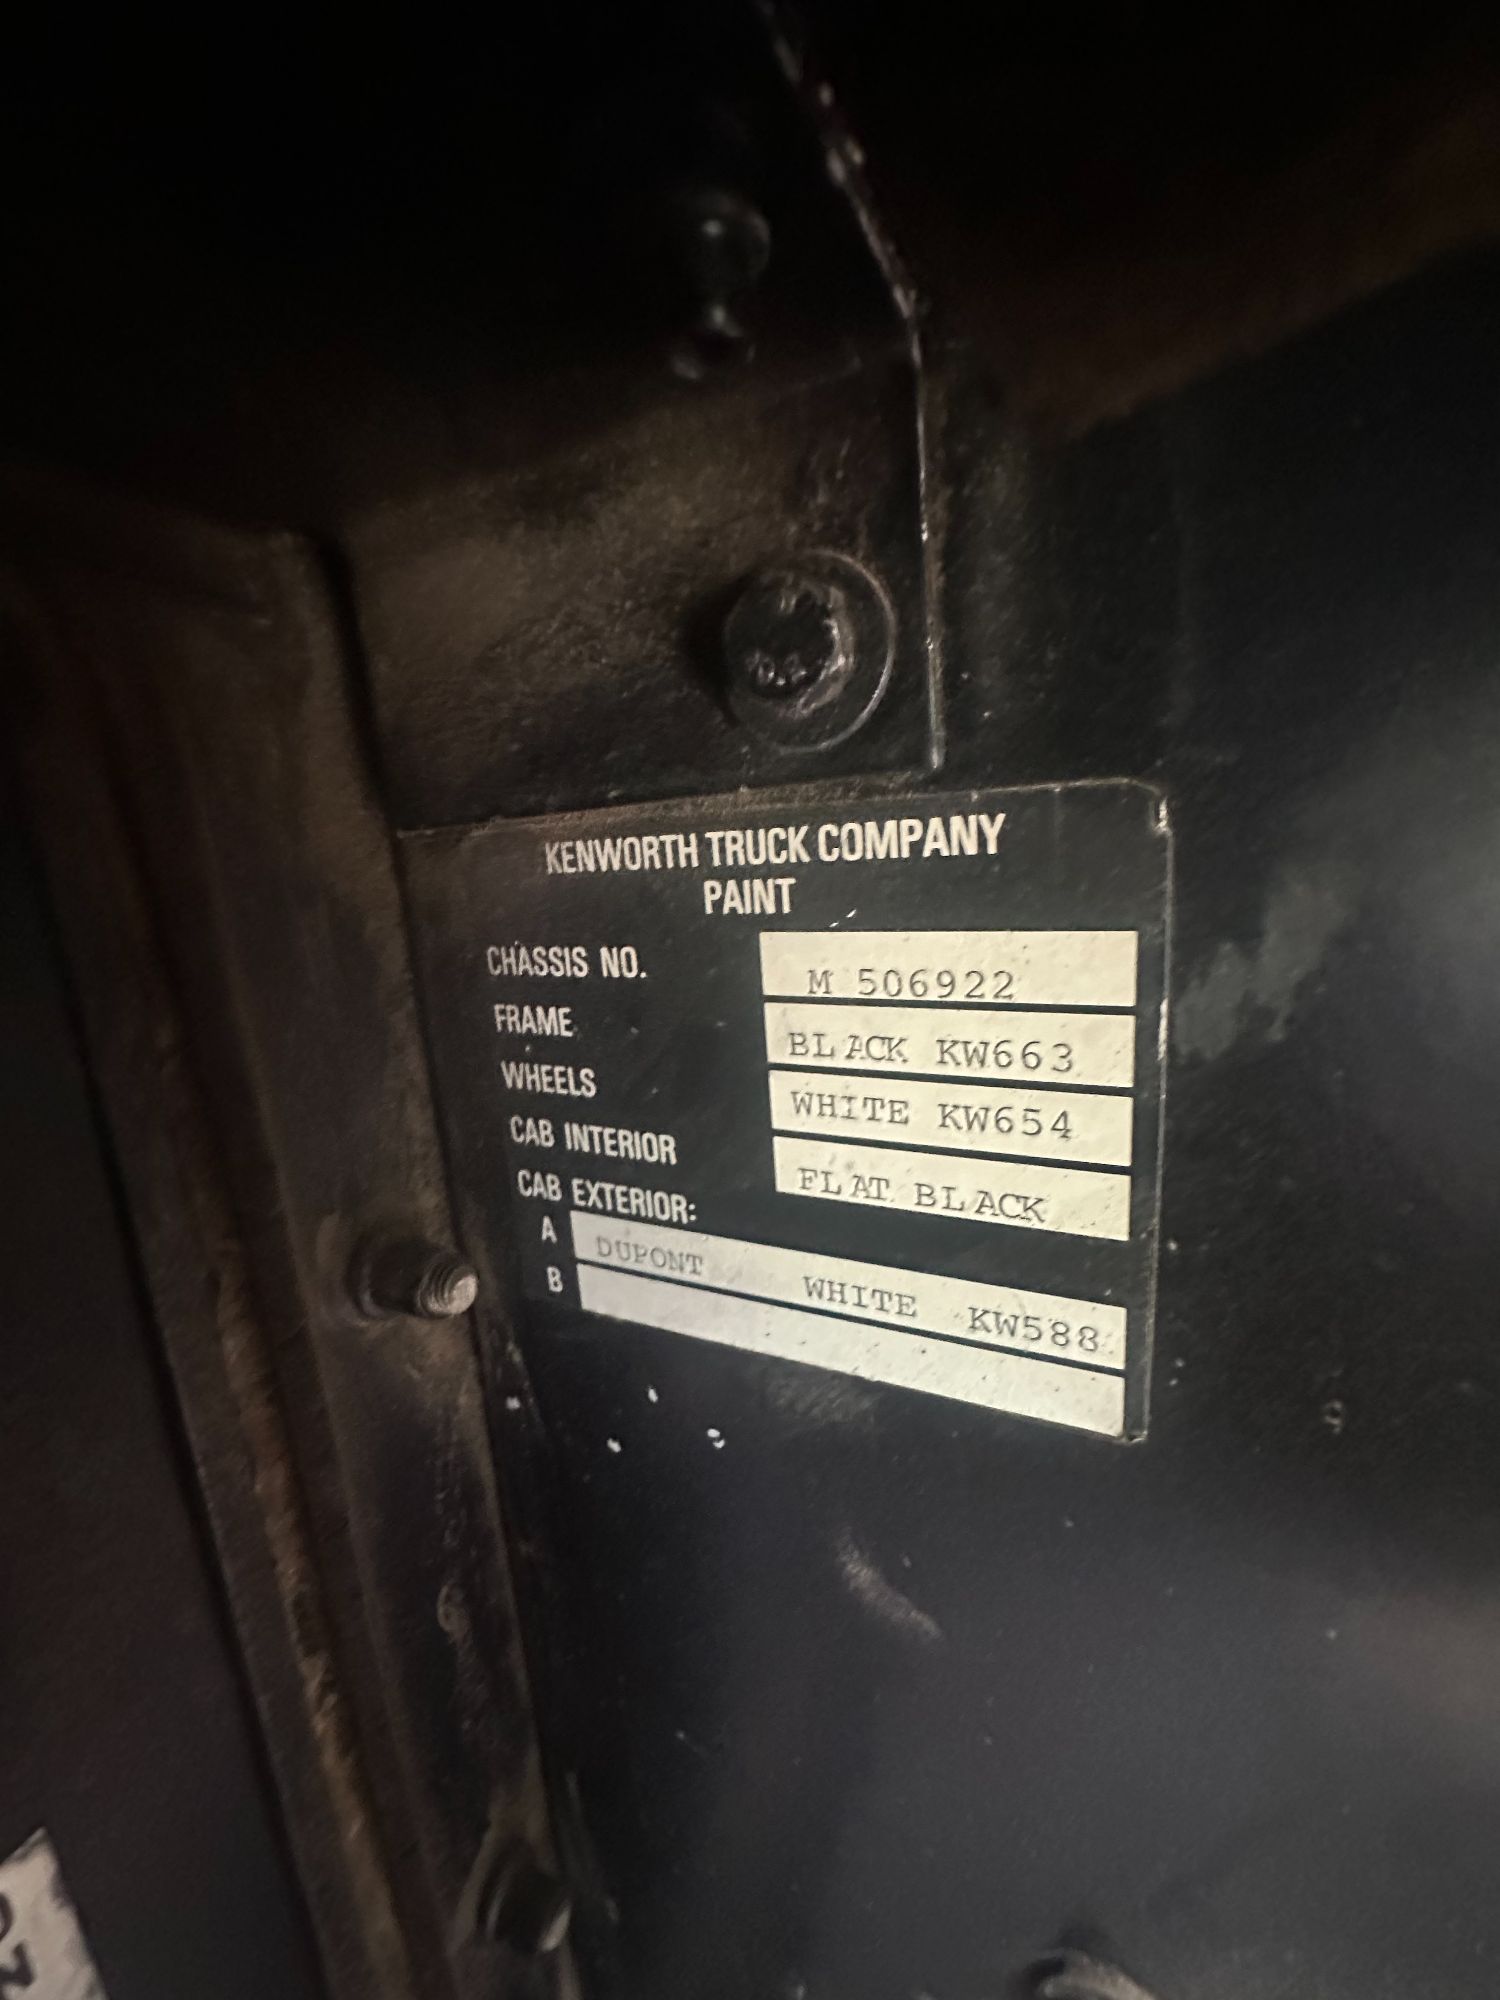 KENWORTH TRUCK COMPANY
PAINT
CHASSIS NO. M 506922
FRAME BLACK KW663
WHEELS WHITE KW654
CAB INTERIOR FLAT BLACK
CAB EXTERIOR:
A DUPONT WHITE KW588
B